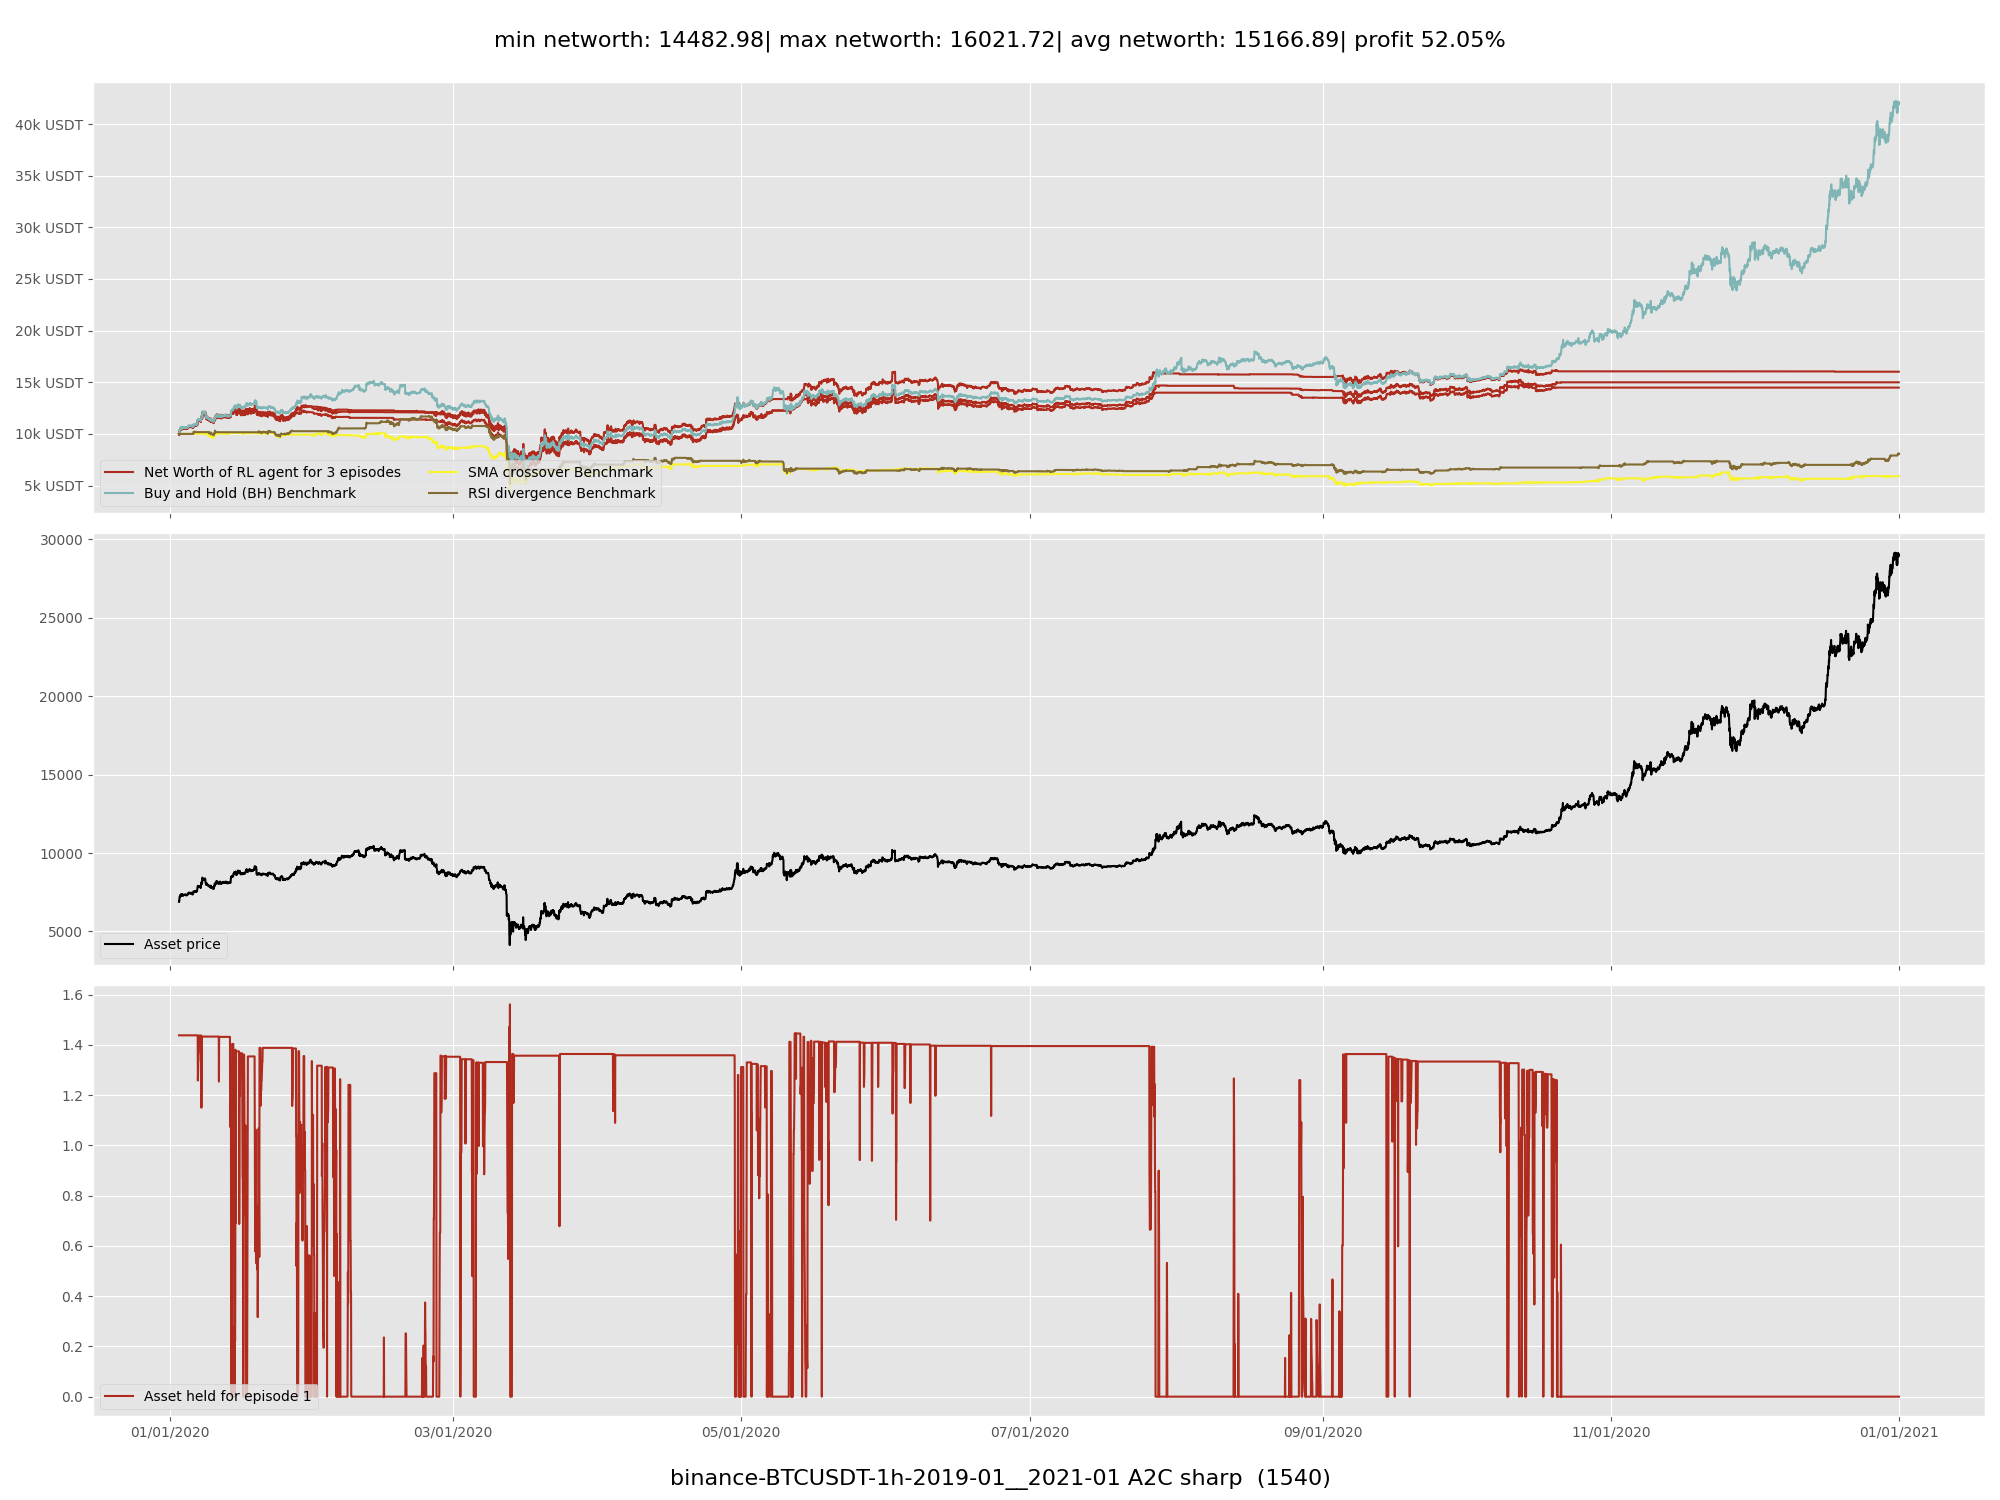 min networth: 14482.98| max networth: 16021.72| avg networth: 15166.89| profit 52.05%
40k USDT
35k USDT
30k USDT
25k USDT
20k USDT
15k USDT
10k USDT
5k USDT
Net Worth of RL agent for 3 episodes
Buy and Hold (BH) Benchmark
SMA crossover Benchmark
RSI divergence Benchmark
30000
25000
20000
15000
10000
5000
Asset price
1.6
1.4
1.2
1.0
0.8
0.6
0.4
0.2
0.0
Asset held for episode 1
01/01/2020 03/01/2020 05/01/2020 07/01/2020 09/01/2020 11/01/2020 01/01/2021
binance-BTCUSDT-1h-2019-01__2021-01 A2C sharp  (1540)